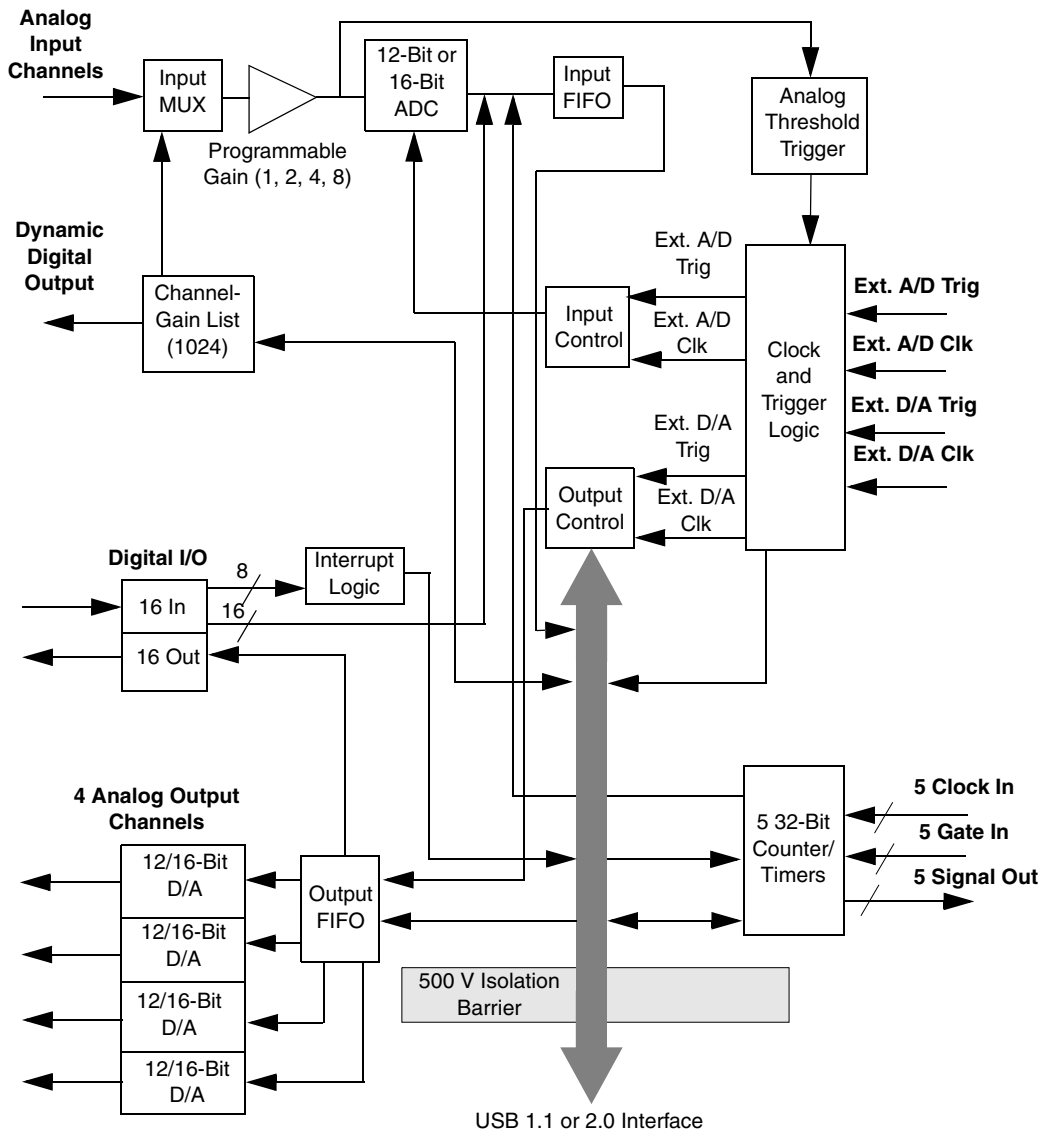 Analog
Input
Channels
Input
MUX
Programmable
Gain (1, 2, 4, 8)
12-Bit or
16-Bit
ADC
Input
FIFO
Analog
Threshold
Trigger
Dynamic
Digital
Output
Channel-
Gain List
(1024)
Input
Control
Ext. A/D
Trig
Ext. A/D
Clk
Clock
and
Trigger
Logic
Ext. A/D Trig
Ext. A/D Clk
Ext. D/A Trig
Ext. D/A Clk
Ext. D/A
Trig
Ext. D/A
Clk
Output
Control
Digital I/O
16 In
16 Out
8
16
Interrupt
Logic
4 Analog Output
Channels
12/16-Bit
D/A
12/16-Bit
D/A
12/16-Bit
D/A
12/16-Bit
D/A
Output
FIFO
5 32-Bit
Counter/
Timers
5 Clock In
5 Gate In
5 Signal Out
500 V Isolation
Barrier
USB 1.1 or 2.0 Interface